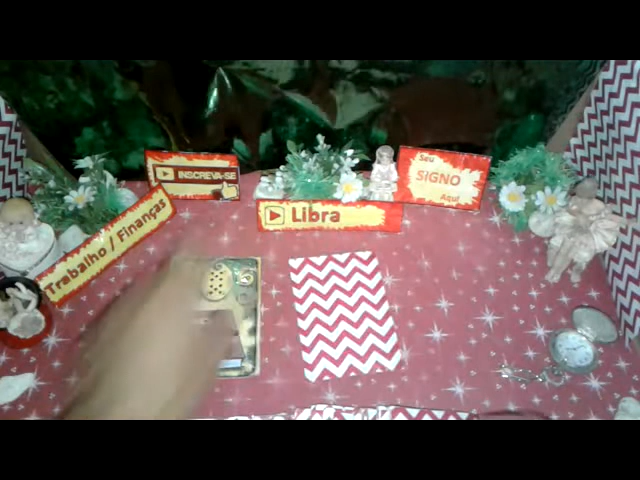 INSCREVA-SE
Seu
SIGNO
Aqui
Libra
Trabalho / Finanças